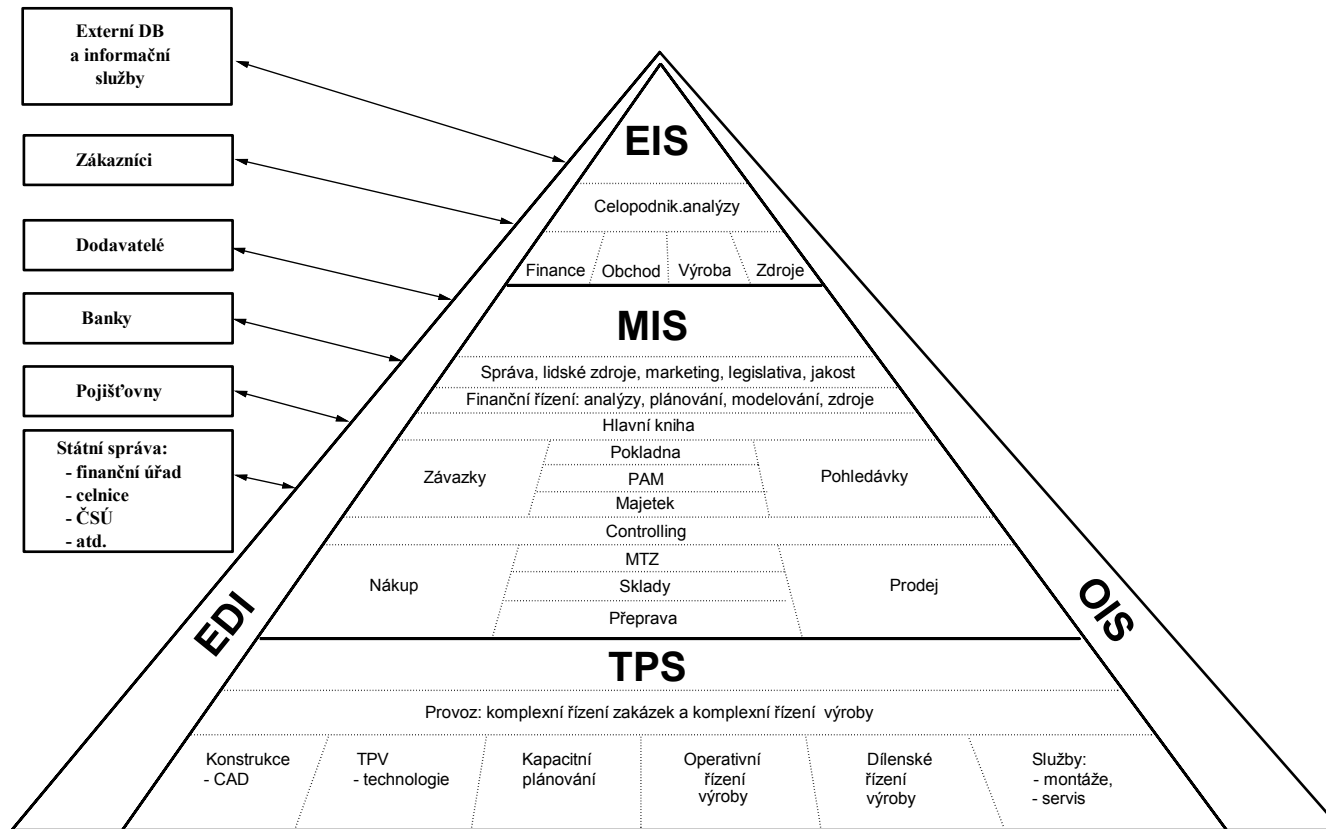 Externí DB
a informační
služby
Zákazníci
Dodavatelé
Banky
Pojišťovny
Státní správa:
- finanční úřad
- celnice
- ČSÚ
- atd.
EIS
Celopodnik.analýzy
Finance Obchod Výroba Zdroje
MIS
Správa, lidské zdroje, marketing, legislativa, jakost
Finanční řízení: analýzy, plánování, modelování, zdroje
Hlavní kniha
Závazky
Pokladna
PAM
Majetek
Pohledávky
Controlling
Nákup
MTZ
Sklady
Přeprava
Prodej
EDI
OIS
TPS
Provoz: komplexní řízení zakázek a komplexní řízení výroby
Konstrukce
- CAD
TPV
- technologie
Kapacitní
plánování
Operativní
řízení
výroby
Dílenské
řízení
výroby
Služby:
- montáže,
- servis